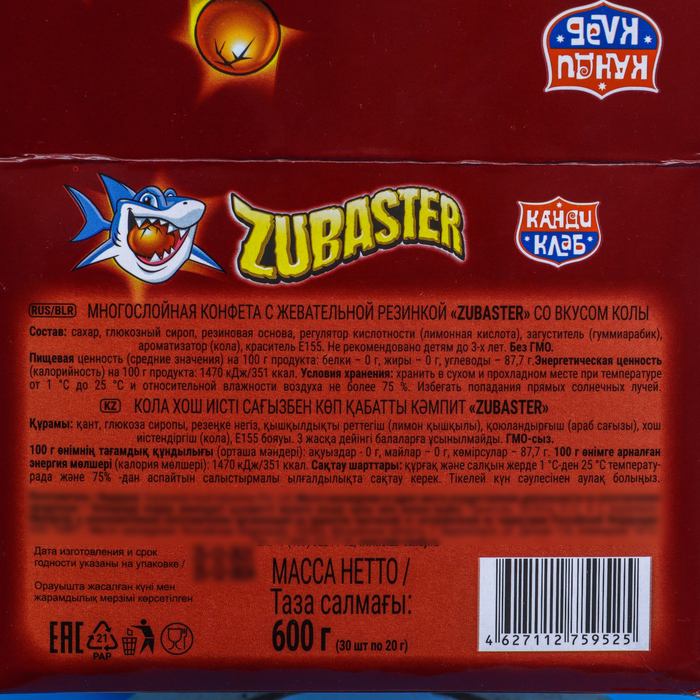 КАНДИ
КЛАБ
ZUBASTER
КАНДИ
КЛАБ
RUS/BLR МНОГОСЛОЙНАЯ КОНФЕТА С ЖЕВАТЕЛЬНОЙ РЕЗИНКОЙ «ZUBASTER» СО ВКУСОМ КОЛЫ
Состав: сахар, глюкозный сироп, резиновая основа, регулятор кислотности (лимонная кислота), загуститель (гуммиарабик),
ароматизатор (кола), краситель Е155. Не рекомендовано детям до 3-х лет. Без ГМО.
Пищевая ценность (средние значения) на 100 г продукта: белки – 0 г, жиры – 0 г, углеводы – 87,7 г. Энергетическая ценность
(калорийность) на 100 г продукта: 1470 кДж/351 ккал. Условия хранения: хранить в сухом и прохладном месте при температуре
от 1 °С до 25 °С и относительной влажности воздуха не более 75 %. Избегать попадания прямых солнечных лучей.
KZ КОЛА ХОШ ИІСТІ САҒЫЗБЕН КӨП ҚАБАТТЫ КӘМПИТ «ZUBASTER»
Құрамы: қант, глюкоза сиропы, резеңке негіз, қышқылдықты реттегіш (лимон қышқылы), қоюландырғыш (араб сағызы), хош
иістендіргіш (кола), Е155 бояуы. 3 жасқа дейінгі балаларға ұсынылмайды. ГМО-сыз.
100 г өнімнің тағамдық құндылығы (орташа мәндері): ақуыздар - 0 г, майлар – 0 г, көмірсулар – 87,7 г. 100 г өнімге арналған
энергия мөлшері (калория мөлшері): 1470 кДж/351 ккал. Сақтау шарттары: құрғақ және салқын жерде 1 °С-ден 25 °С температу-
рада және 75% -дан аспайтын салыстырмалы ылғалдылықта сақтау керек. Тікелей күн сәулесінен аулақ болыңыз.
Дата изготовления и срок
годности указаны на упаковке /
Орауышта жасалған күні мен
жарамдылық мерзімі көрсетілген
МАССА НЕТТО /
Таза салмағы:
600 г (30 шт по 20 г)
EAC 21
PAP
4 627112 759525